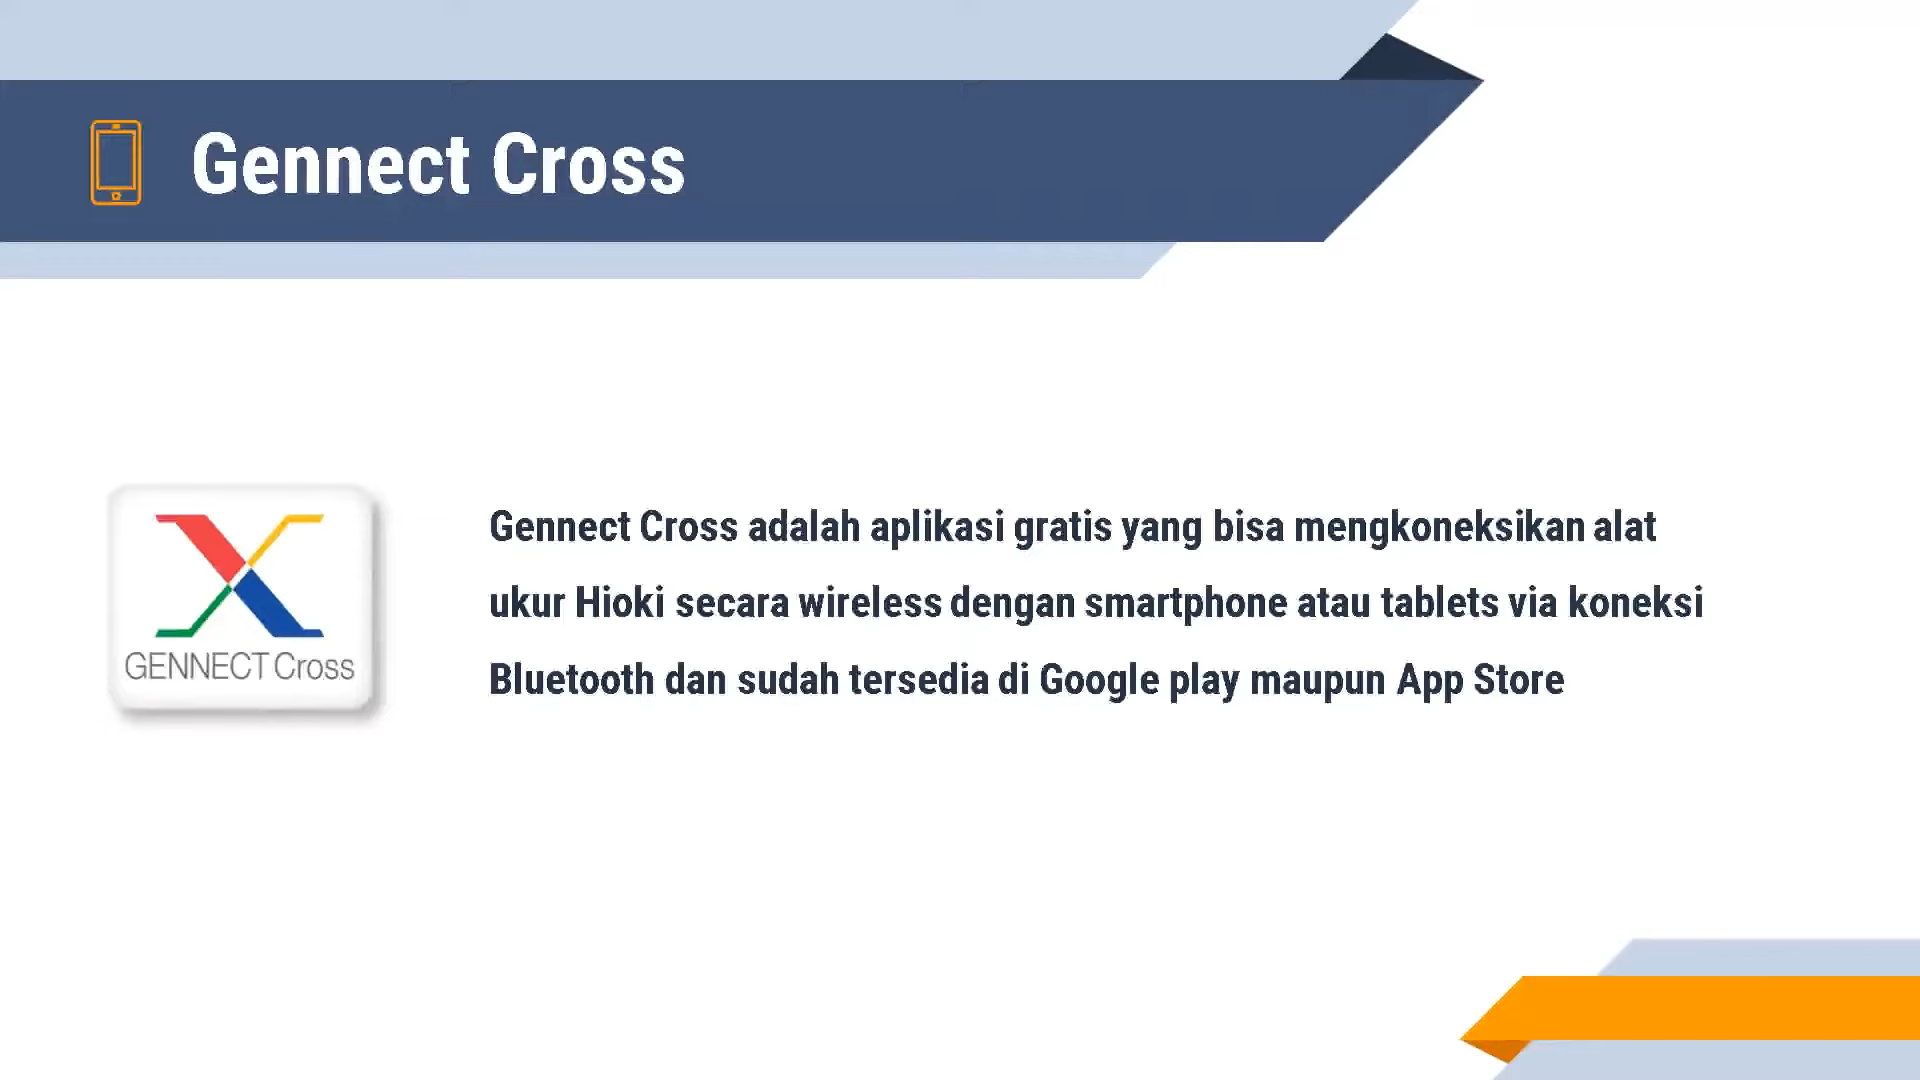 Gennect Cross
GENNECT Cross
Gennect Cross adalah aplikasi gratis yang bisa mengkoneksikan alat
ukur Hioki secara wireless dengan smartphone atau tablets via koneksi
Bluetooth dan sudah tersedia di Google play maupun App Store